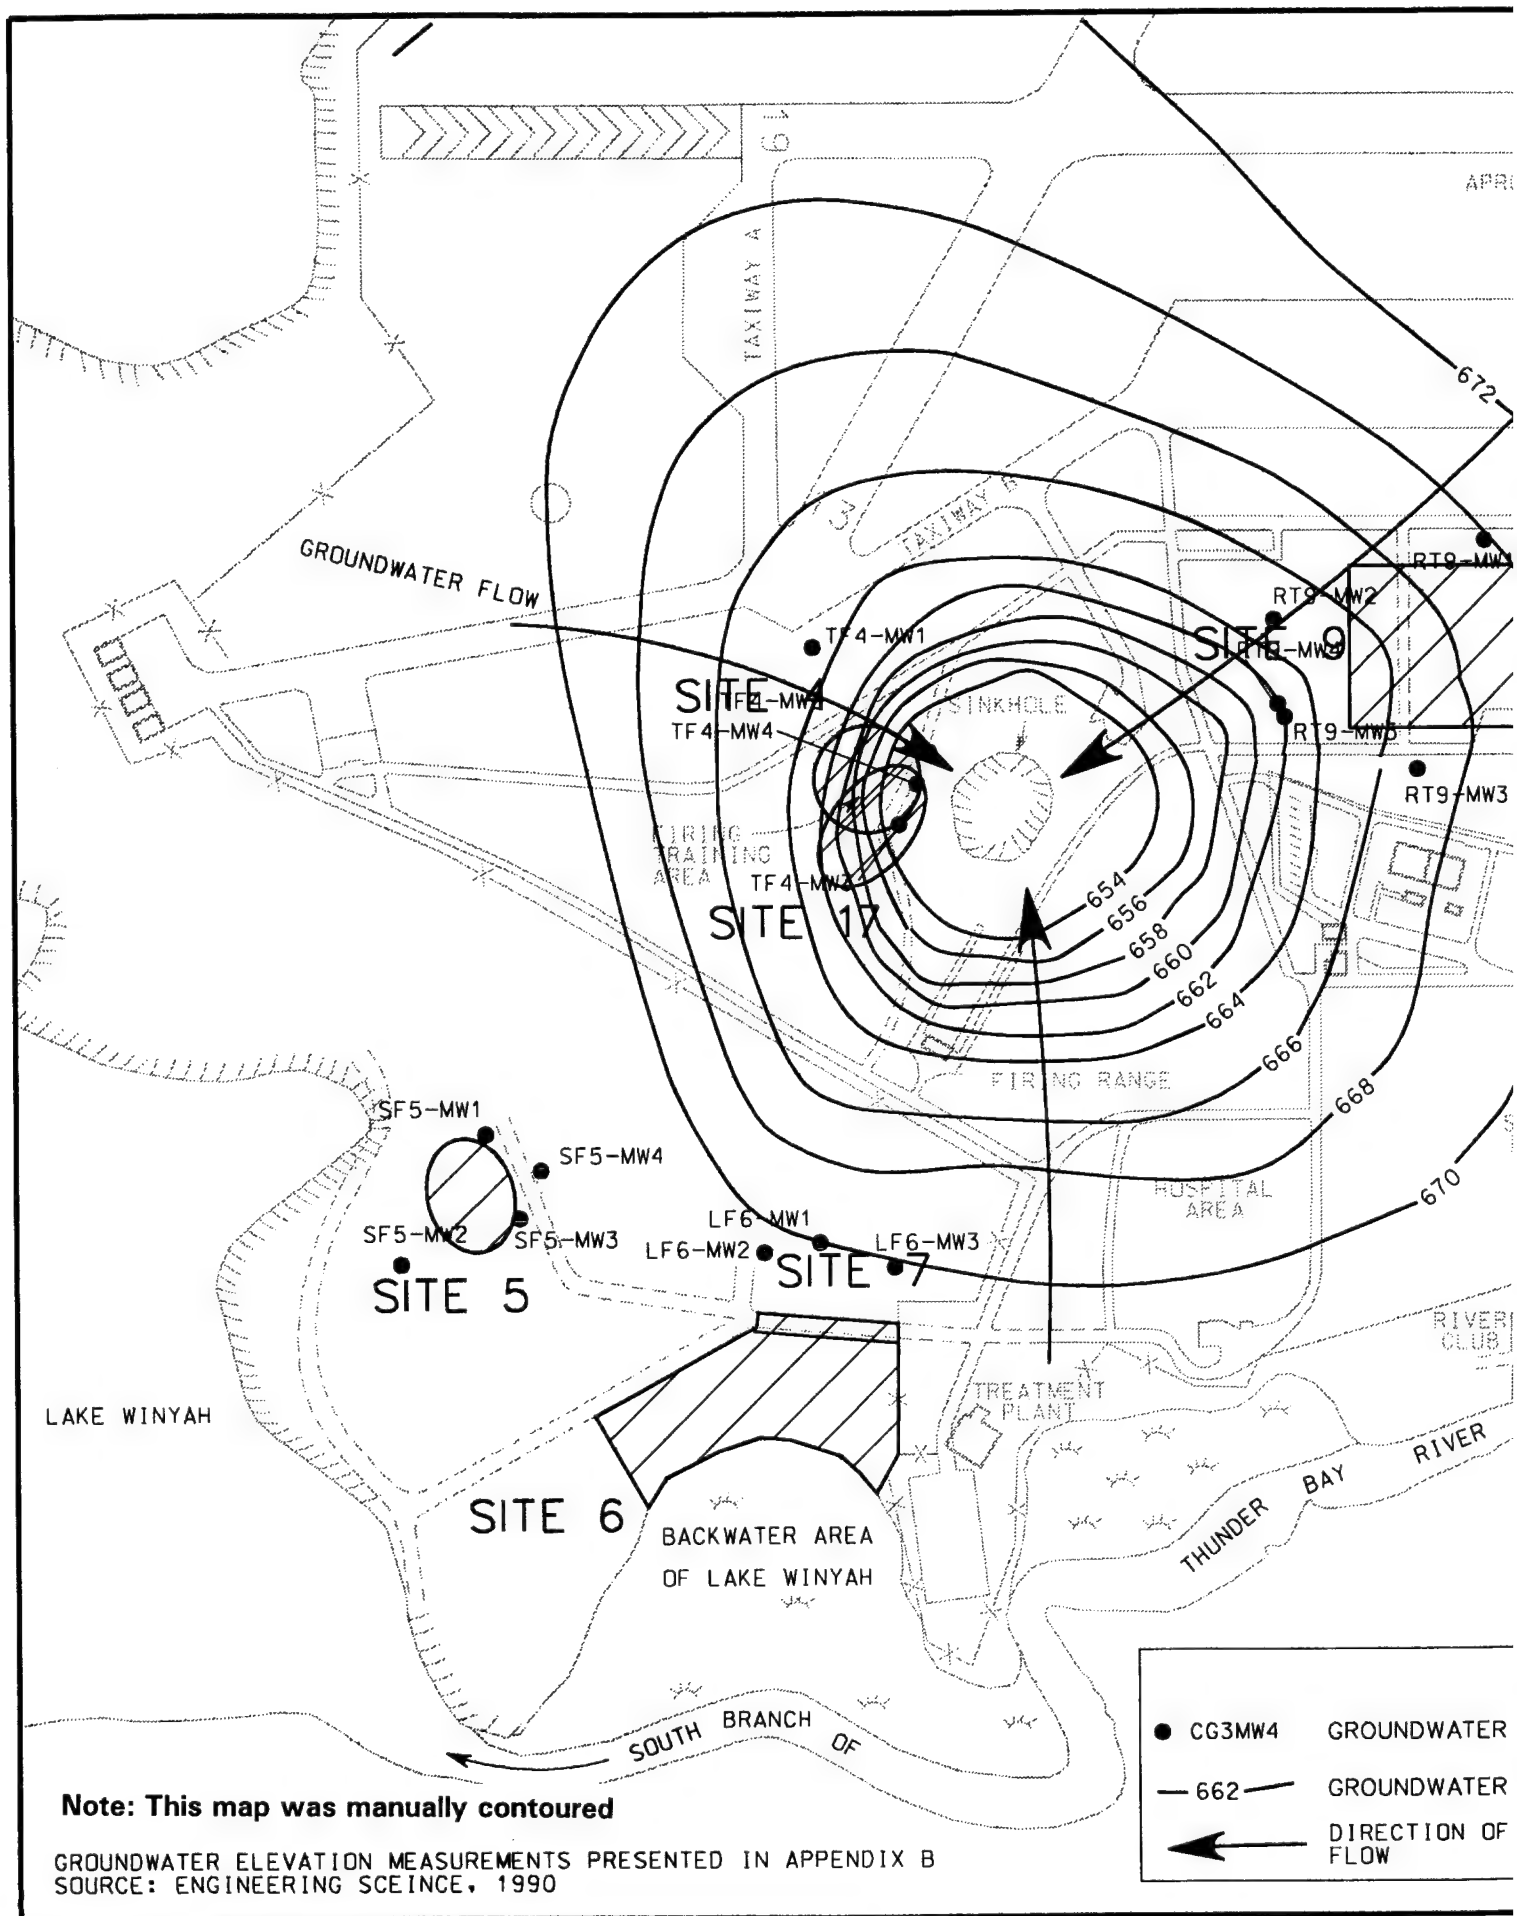 19
APR
TAXIWAY A
672
3
TAXIWAY G
GROUNDWATER FLOW
RT9-MW1
RT9-MW2
TF4-MW1
SITE 9
SITE 4
SINKHOLE
TF4-MW4
RT9-MW5
RT9-MW3
FIRING
TRAINING
AREA
TF4-MW2
SITE 17
654
656
658
660
662
664
666
668
670
FIRING RANGE
SF5-MW1
SF5-MW4
HOSPITAL
AREA
SF5-MW2
SF5-MW3
LF6-MW1
LF6-MW2
LF6-MW3
SITE 7
SITE 5
RIVER
CLUB
TREATMENT
PLANT
LAKE WINYAH
SITE 6
BACKWATER AREA
OF LAKE WINYAH
THUNDER BAY RIVER
SOUTH BRANCH OF
CG3MW4 GROUNDWATER
662 GROUNDWATER
DIRECTION OF
FLOW
Note: This map was manually contoured
GROUNDWATER ELEVATION MEASUREMENTS PRESENTED IN APPENDIX B
SOURCE: ENGINEERING SCEINCE, 1990